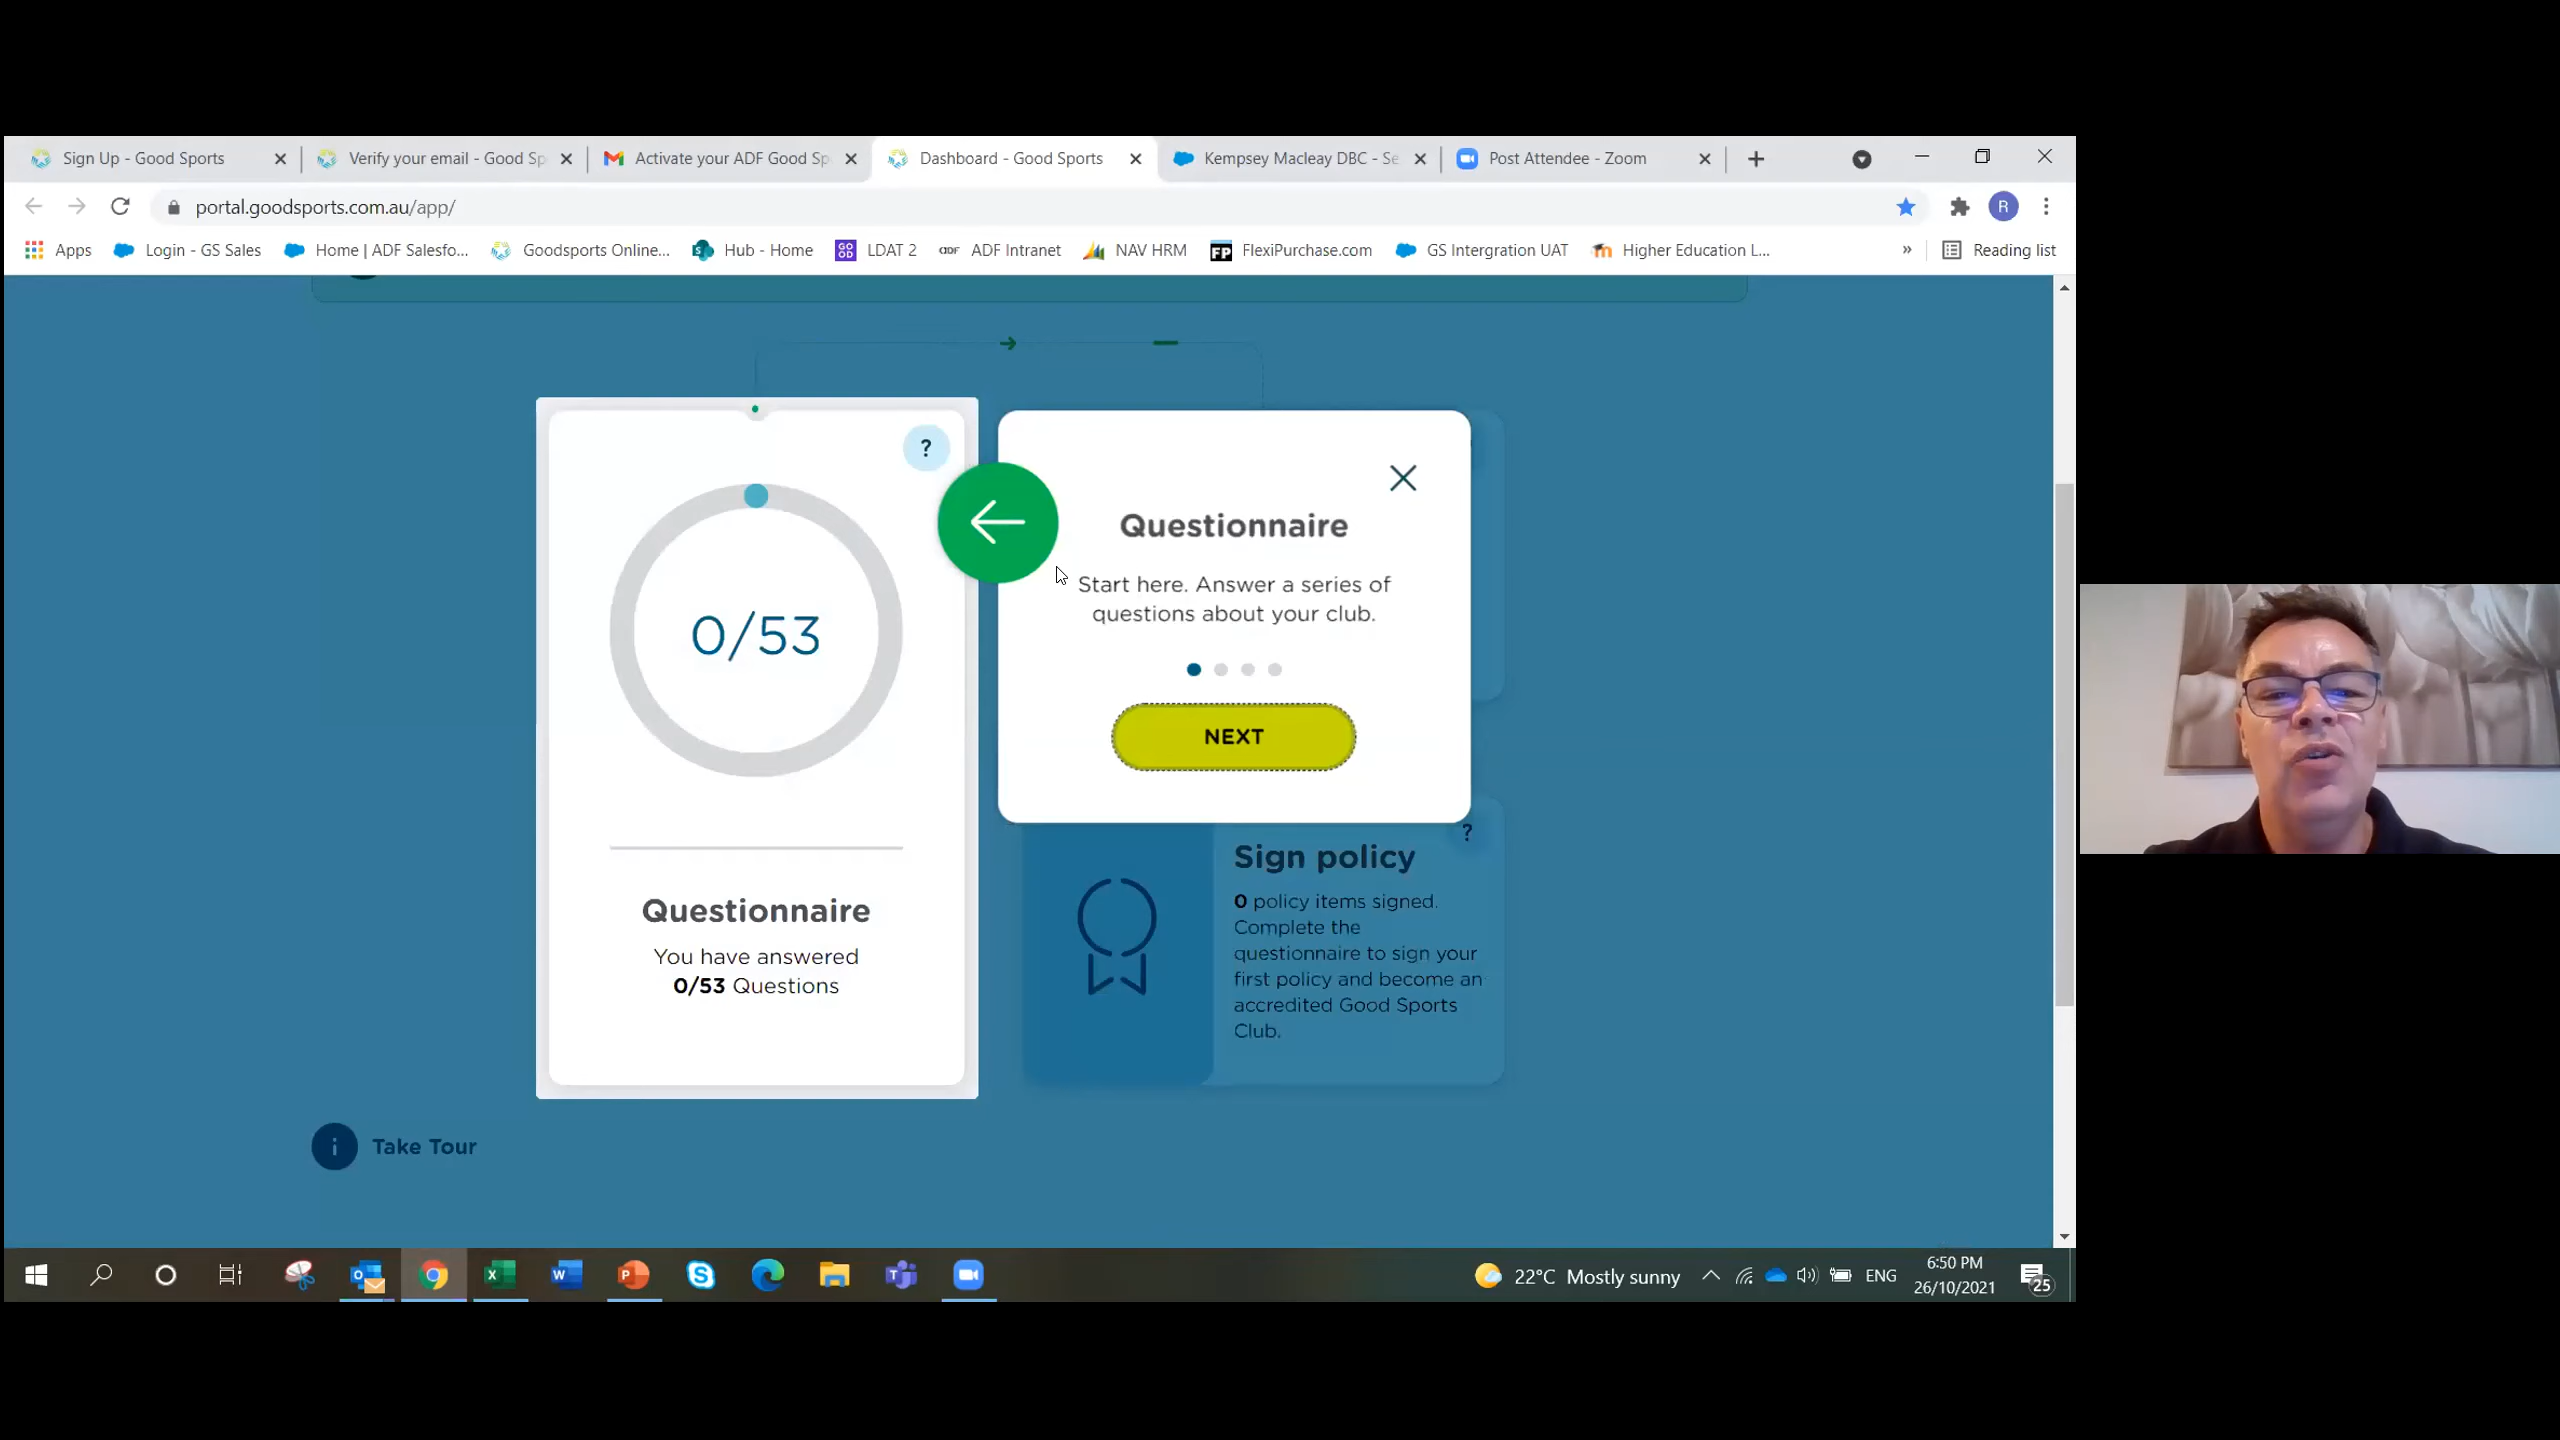 Sign Up - Good Sports
Verify your email - Good Sp
Activate your ADF Good Sp
Dashboard - Good Sports
Kempsey Macleay DBC - Se
Post Attendee - Zoom
portal.goodsports.com.au/app/
R
Apps
Login - GS Sales
Home | ADF Salesfo...
Goodsports Online...
Hub - Home
GOOD
LDAT 2
ADF
ADF Intranet
NAV HRM
FP
FlexiPurchase.com
GS Intergration UAT
Higher Education L...
»
Reading list
?
0/53
Questionnaire
You have answered
0/53 Questions
Questionnaire
Start here. Answer a series of
questions about your club.
NEXT
?
Sign policy
0 policy items signed.
Complete the
questionnaire to sign your
first policy and become an
accredited Good Sports
Club.
i
Take Tour
22°C Mostly sunny
ENG
6:50 PM
26/10/2021
25